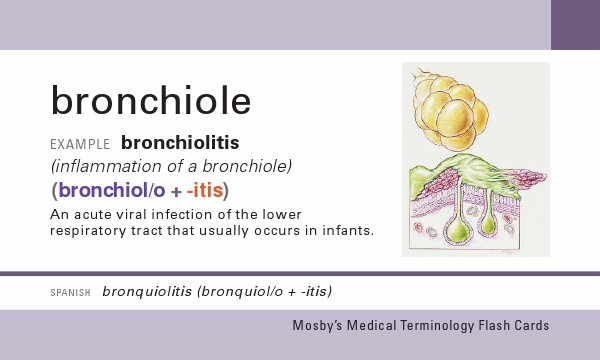 bronchiole
EXAMPLE bronchiolitis
(inflammation of a bronchiole)
(bronchiol/o + -itis)
An acute viral infection of the lower
respiratory tract that usually occurs in infants.
SPANISH bronquiolitis (bronquiol/o + -itis)
Mosby's Medical Terminology Flash Cards